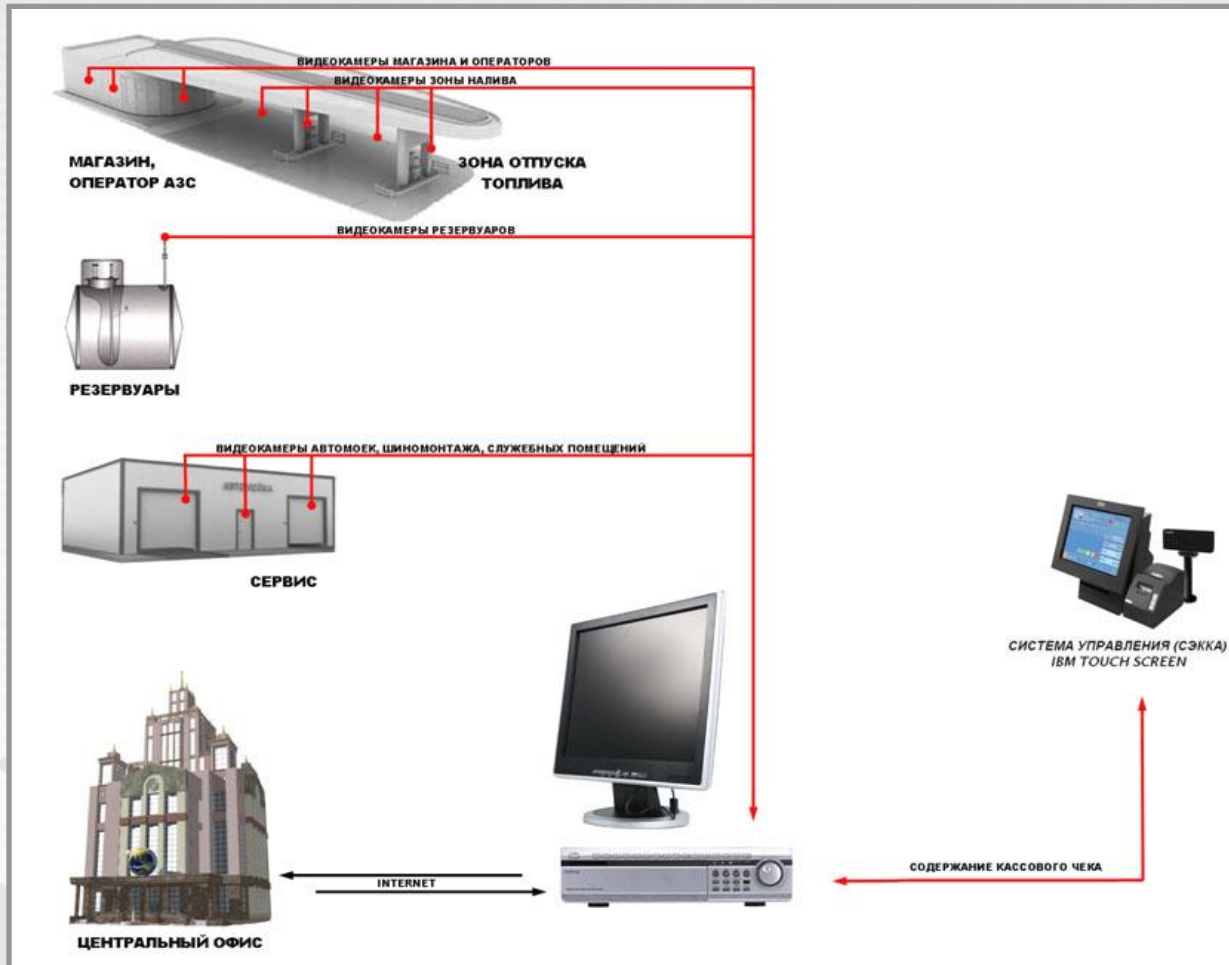 ВИДЕОКАМЕРЫ МАГАЗИНА И ОПЕРАТОРОВ
ВИДЕОКАМЕРЫ ЗОНЫ НАЛИВА
МАГАЗИН,
ОПЕРАТОР АЗС
ЗОНА ОТПУСКА
ТОПЛИВА
ВИДЕОКАМЕРЫ РЕЗЕРВУАРОВ
РЕЗЕРВУАРЫ
ВИДЕОКАМЕРЫ АВТОМОЕК, ШИНОМОНТАЖА, СЛУЖЕБНЫХ ПОМЕЩЕНИЙ
АВТОМОЙКА
СЕРВИС
СИСТЕМА УПРАВЛЕНИЯ (СЭККА)
IBM TOUCH SCREEN
СОДЕРЖАНИЕ КАССОВОГО ЧЕКА
INTERNET
ЦЕНТРАЛЬНЫЙ ОФИС